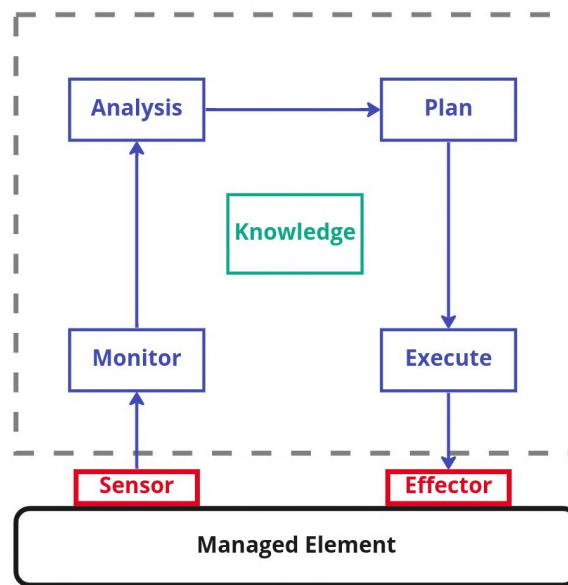 Analysis
Plan
Knowledge
Monitor
Execute
Sensor
Effector
Managed Element